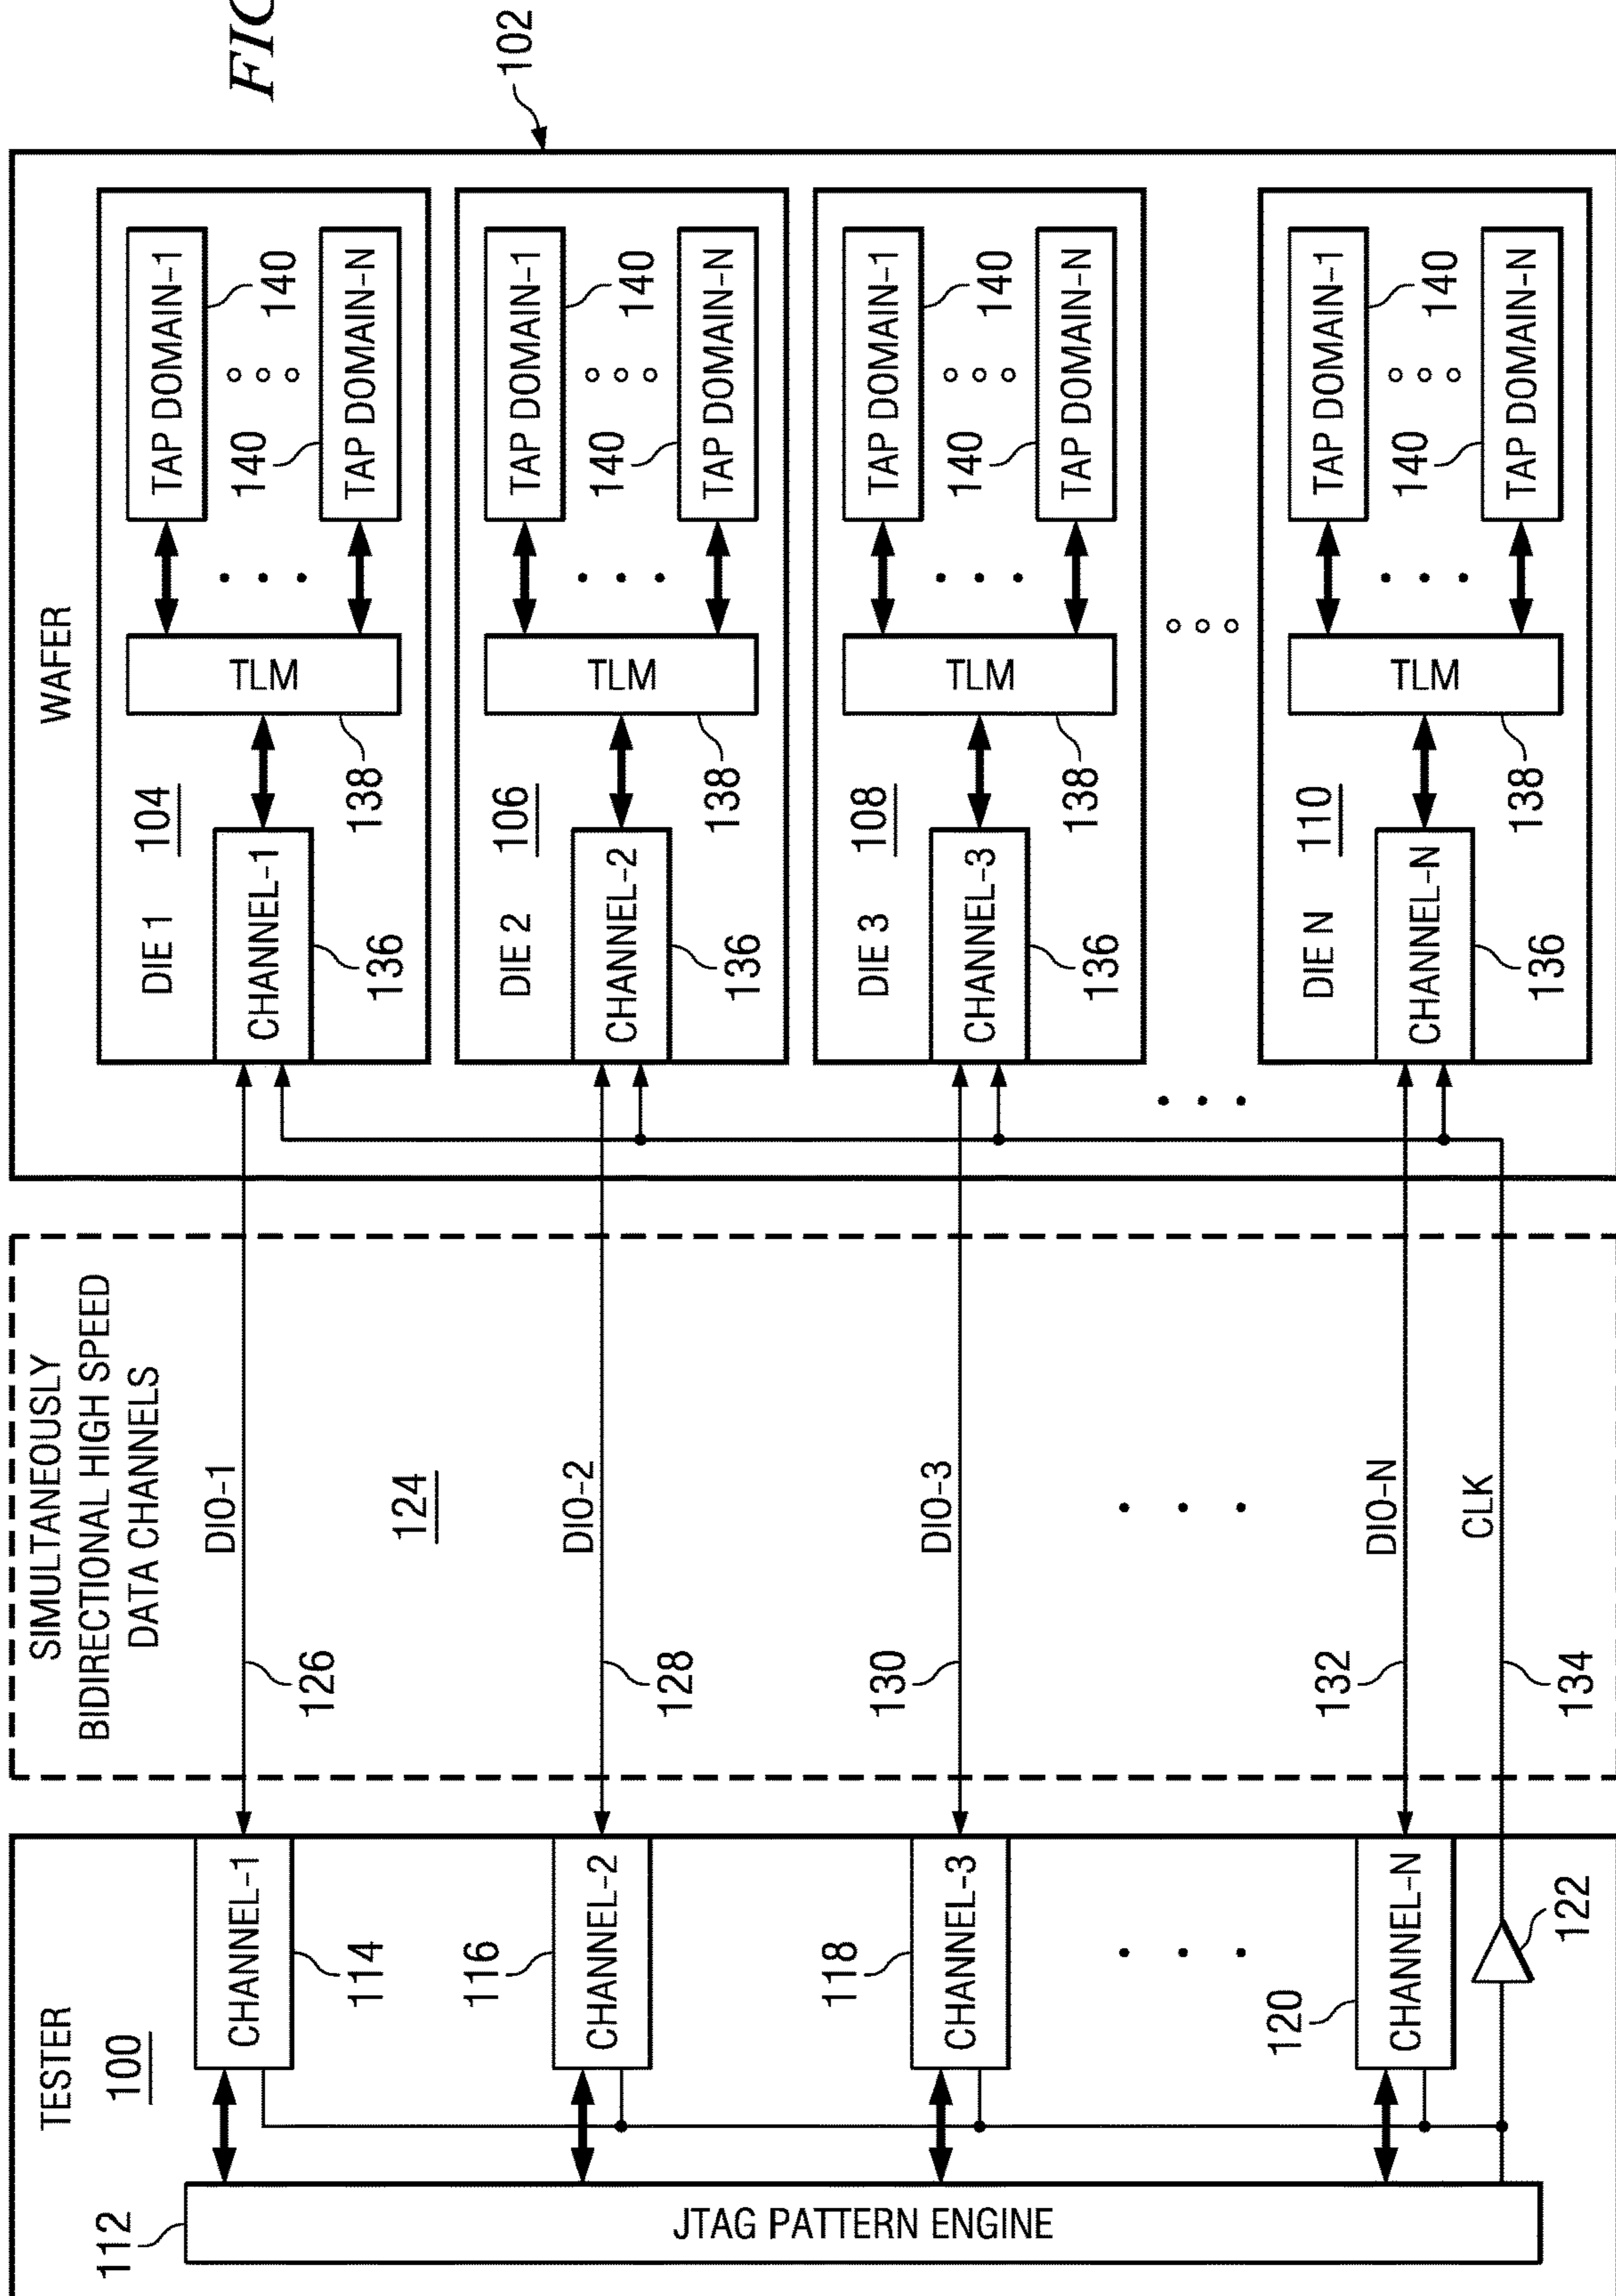 TESTER
100
112
JTAG PATTERN ENGINE
CHANNEL-1
114
116
CHANNEL-2
118
CHANNEL-3
120
CHANNEL-N
122
SIMULTANEOUSLY
BIDIRECTIONAL HIGH SPEED
DATA CHANNELS
DIO-1
126
124
DIO-2
128
DIO-3
130
DIO-N
132
CLK
134
WAFER
102
DIE 1
104
CHANNEL-1
136
TLM
138
TAP DOMAIN-1
140
140
TAP DOMAIN-N
DIE 2
106
CHANNEL-2
136
TLM
138
TAP DOMAIN-1
140
140
TAP DOMAIN-N
DIE 3
108
CHANNEL-3
136
TLM
138
TAP DOMAIN-1
140
140
TAP DOMAIN-N
DIE N
110
CHANNEL-N
136
TLM
138
TAP DOMAIN-1
140
140
TAP DOMAIN-N